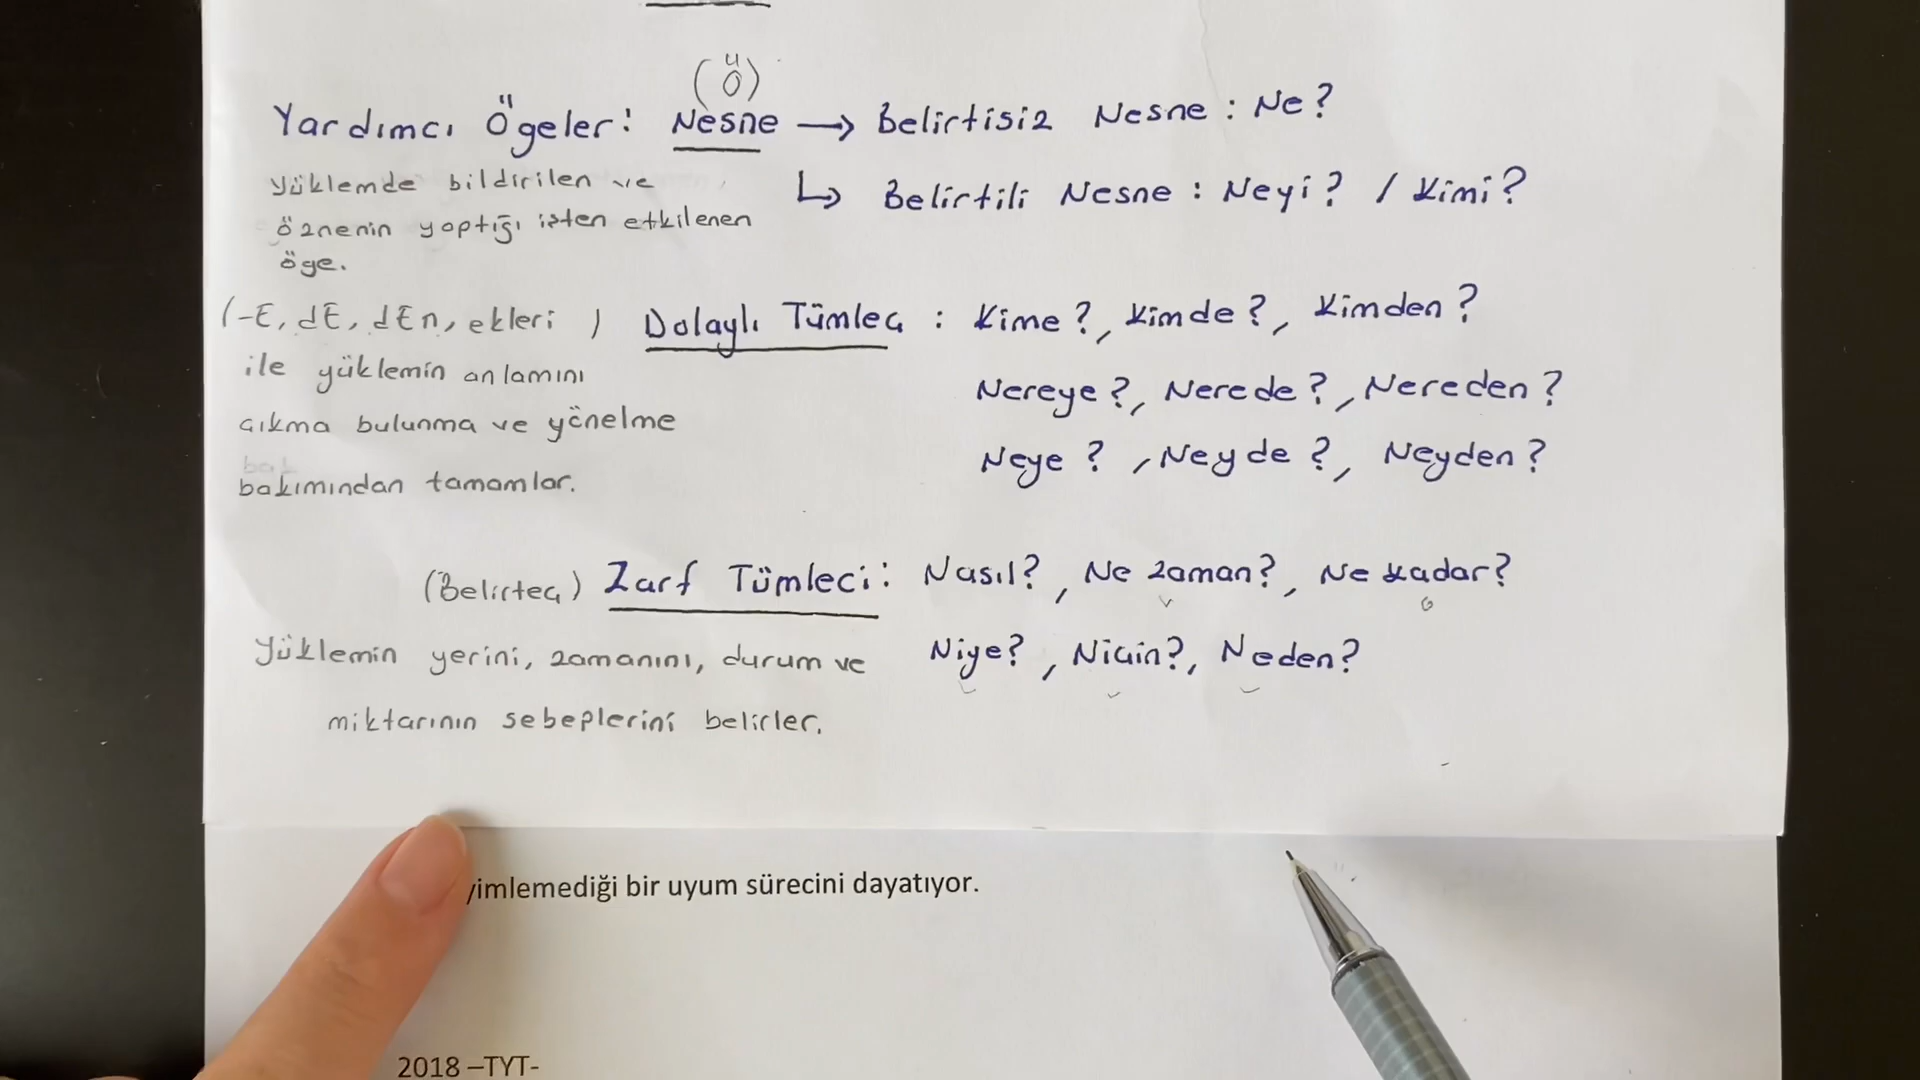 (Ö)
Yardımcı Ögeler: Nesne → Belirtisiz Nesne : Ne?
↳ Belirtili Nesne : Neyi? / Kimi?
yüklemde bildirilen ve
öznenin yaptığı işten etkilenen
öge.
(-E, dE, dEn, ekleri ) Dolaylı Tümleç : Kime?, Kimde?, Kimden?
ile yüklemin anlamını
çıkma bulunma ve yönelme
bakımından tamamlar.
Nereye?, Nerede?, Nereden?
Neye ? , Neyde ?, Neyden?
(Belirteç) Zarf Tümleci: Nasıl?, Ne zaman?, Ne kadar?
Yüklemin yerini, zamanını, durum ve
miktarının sebeplerini belirler.
Niye?, Niçin?, Neden?
yimlemediği bir uyum sürecini dayatıyor.
2018 –TYT-